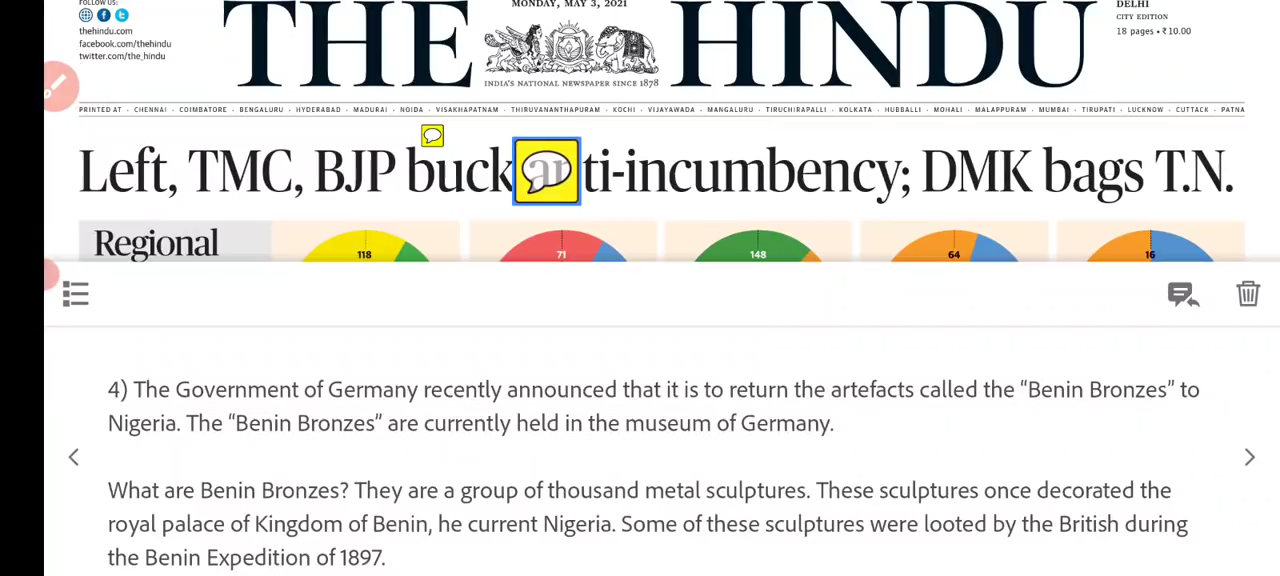 FOLLOW US:
thehindu.com
facebook.com/thehindu
twitter.com/the_hindu
THE HINDU
MONDAY, MAY 3, 2021
INDIA'S NATIONAL NEWSPAPER SINCE 1878
DELHI
CITY EDITION
18 pages • ₹10.00
PRINTED AT • CHENNAI • COIMBATORE • BENGALURU • HYDERABAD • MADURAI • NOIDA • VISAKHAPATNAM • THIRUVANANTHAPURAM • KOCHI • VIJAYAWADA • MANGALURU • TIRUCHIRAPALLI • KOLKATA • HUBBALLI • MOHALI • MALAPPURAM • MUMBAI • TIRUPATI • LUCKNOW • CUTTACK • PATNA
Left, TMC, BJP buck anti-incumbency; DMK bags T.N.
Regional
118
71
148
64
16
4) The Government of Germany recently announced that it is to return the artefacts called the “Benin Bronzes” to
Nigeria. The “Benin Bronzes” are currently held in the museum of Germany.
What are Benin Bronzes? They are a group of thousand metal sculptures. These sculptures once decorated the
royal palace of Kingdom of Benin, he current Nigeria. Some of these sculptures were looted by the British during
the Benin Expedition of 1897.